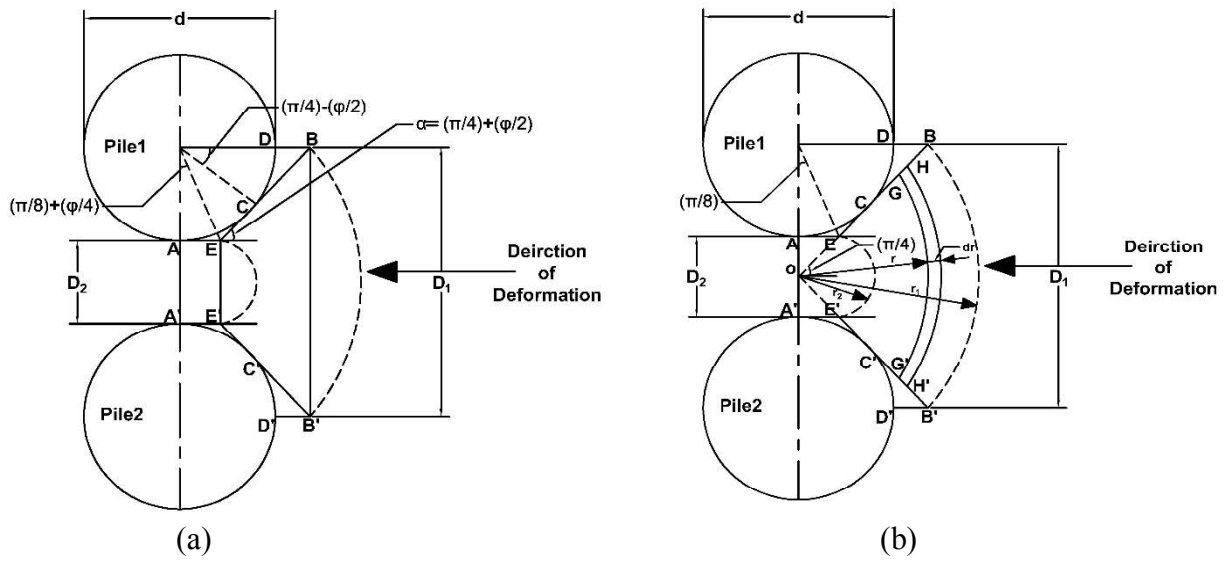 d
(π/4)-(φ/2)
α=(π/4)+(φ/2)
Pile1
D
B
C
(π/8)+(φ/4)
A
E
D₂
Deirction
of
Deformation
D₁
A'
E'
C'
Pile2
D'
B'
(a)
d
Pile1
D
B
H
G
C
(π/8)
A
E
(π/4)
dr
D₂
o
r
r₂
r₁
Deirction
of
Deformation
D₁
A'
E'
C'
G'
H'
Pile2
D'
B'
(b)